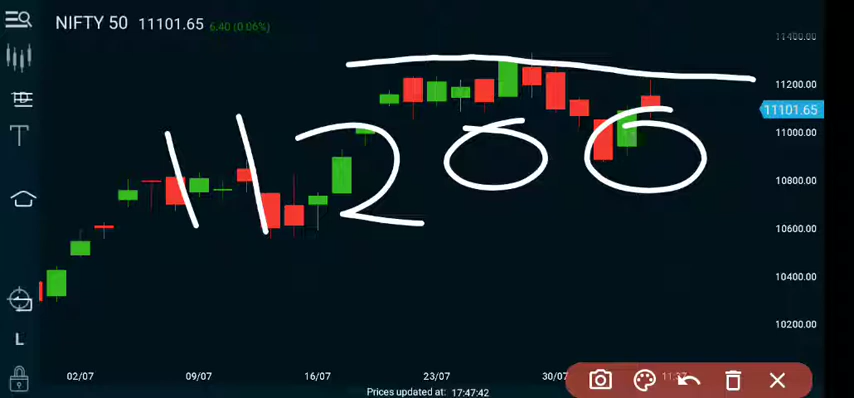 NIFTY 50 11101.65 6.40 (0.06%)
11400.00
11200.00
11101.65
11000.00
10800.00
10600.00
10400.00
10200.00
11200
T
L
02/07 09/07 16/07 23/07 30/07 11:37
Prices updated at: 17:47:42